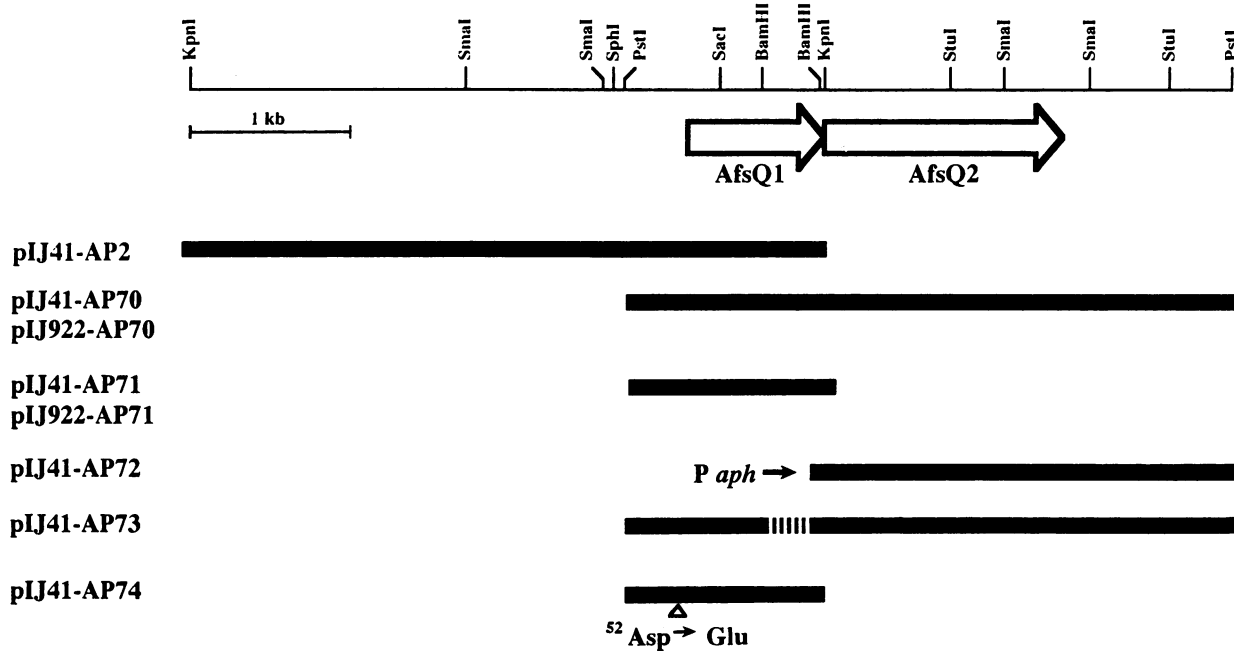 KpnI
SmaI
SmaI
SphI
PstI
SacI
BamHI
BamHI
KpnI
StuI
SmaI
SmaI
StuI
PstI
1 kb
AfsQ1
AfsQ2
pIJ41-AP2
pIJ41-AP70
pIJ922-AP70
pIJ41-AP71
pIJ922-AP71
pIJ41-AP72
P aph →
pIJ41-AP73
pIJ41-AP74
52 Asp → Glu